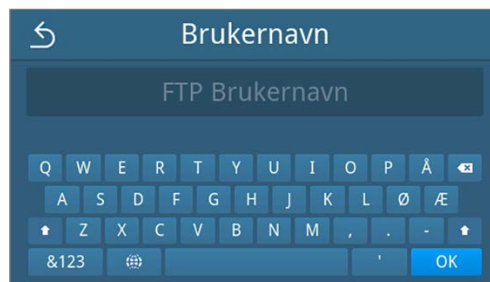 Brukernavn
FTP Brukernavn
Q W E R T Y U I O P Å
A S D F G H J K L Ø Æ
Z X C V B N M , . -
&123 ' OK